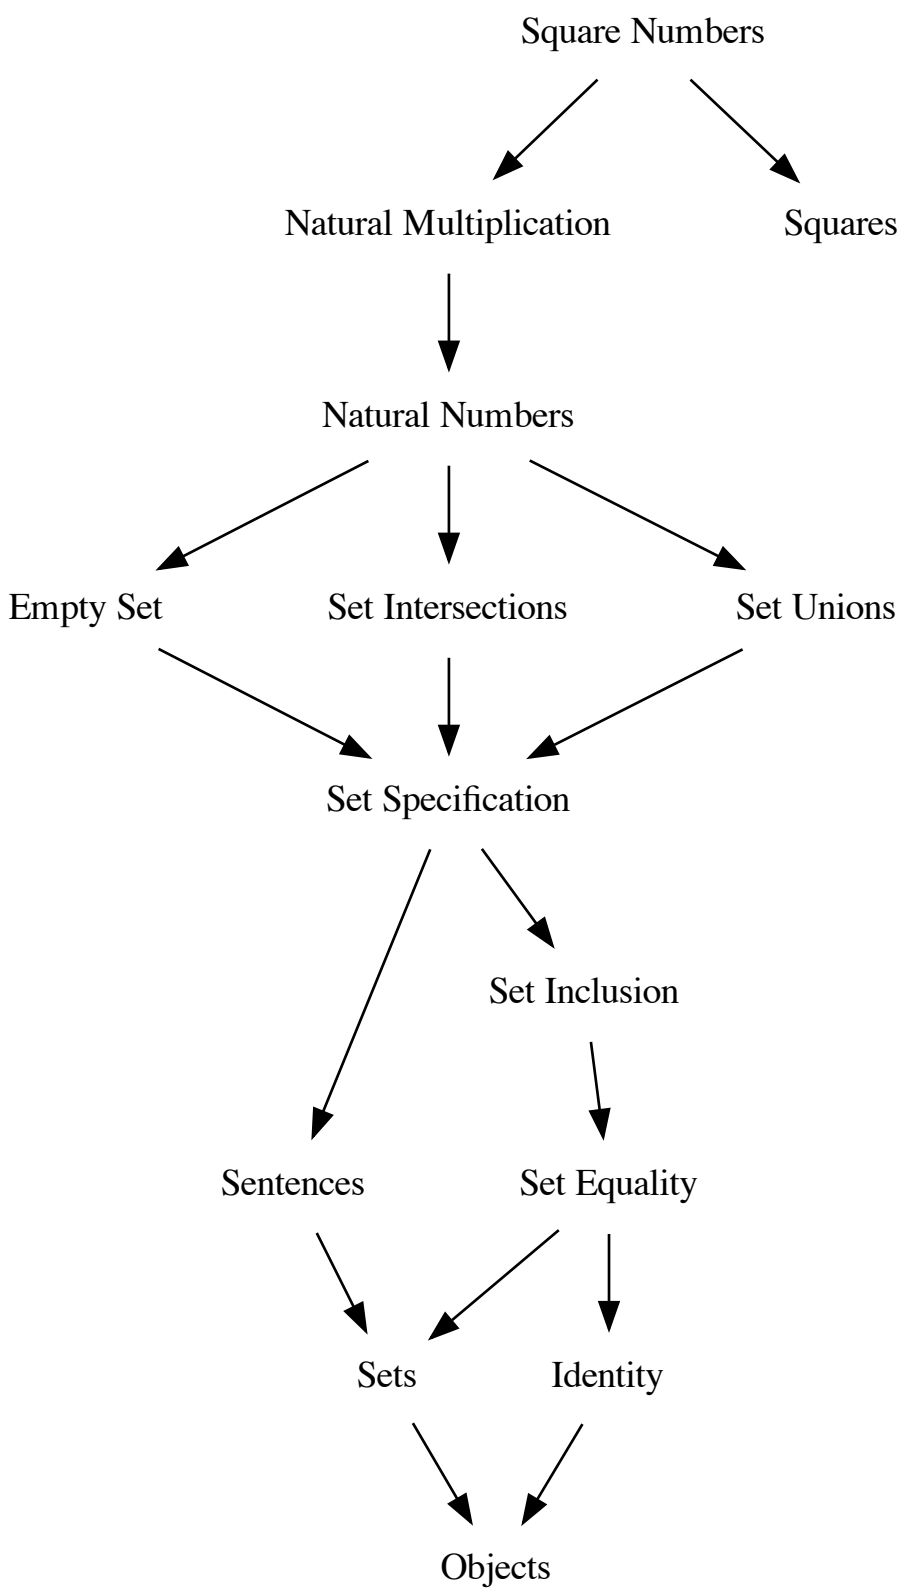 Square Numbers
Natural Multiplication
Squares
Natural Numbers
Empty Set
Set Intersections
Set Unions
Set Specification
Set Inclusion
Sentences
Set Equality
Sets
Identity
Objects